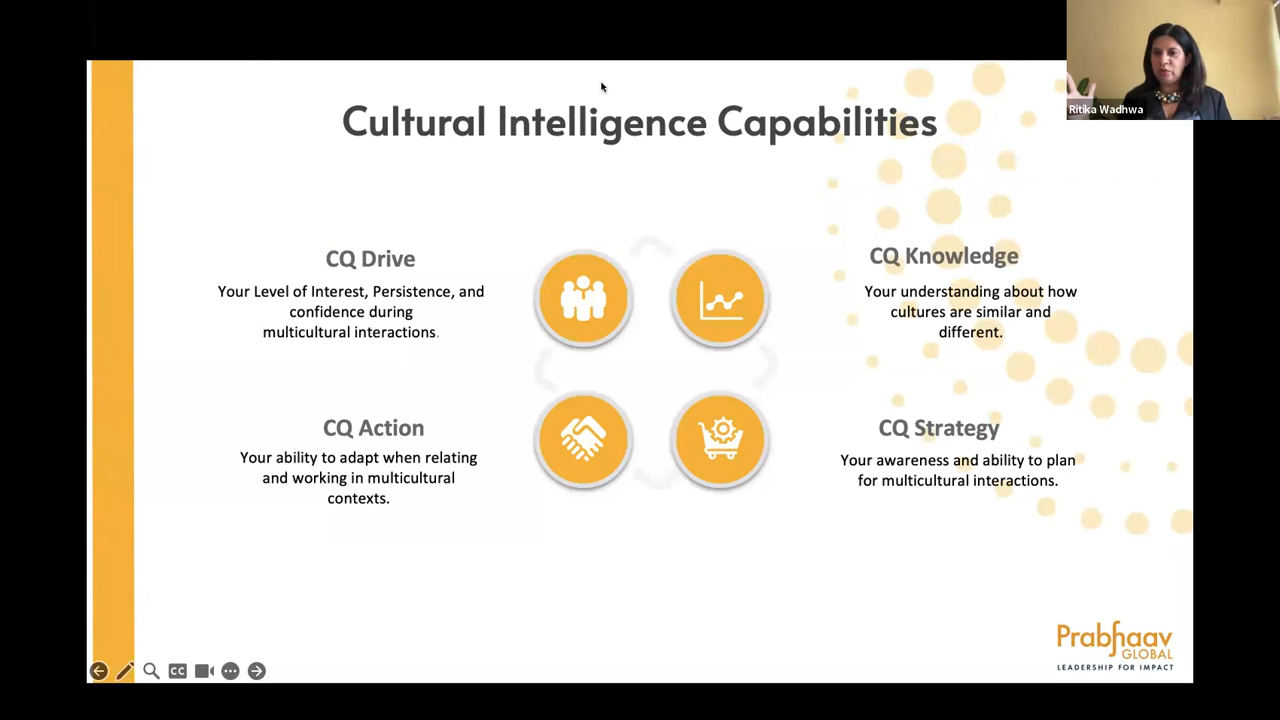 Ritika Wadhwa
Cultural Intelligence Capabilities
CQ Drive
Your Level of Interest, Persistence, and
confidence during
multicultural interactions.
CQ Knowledge
Your understanding about how
cultures are similar and
different.
CQ Action
Your ability to adapt when relating
and working in multicultural
contexts.
CQ Strategy
Your awareness and ability to plan
for multicultural interactions.
Prabhaav
GLOBAL
LEADERSHIP FOR IMPACT
CC